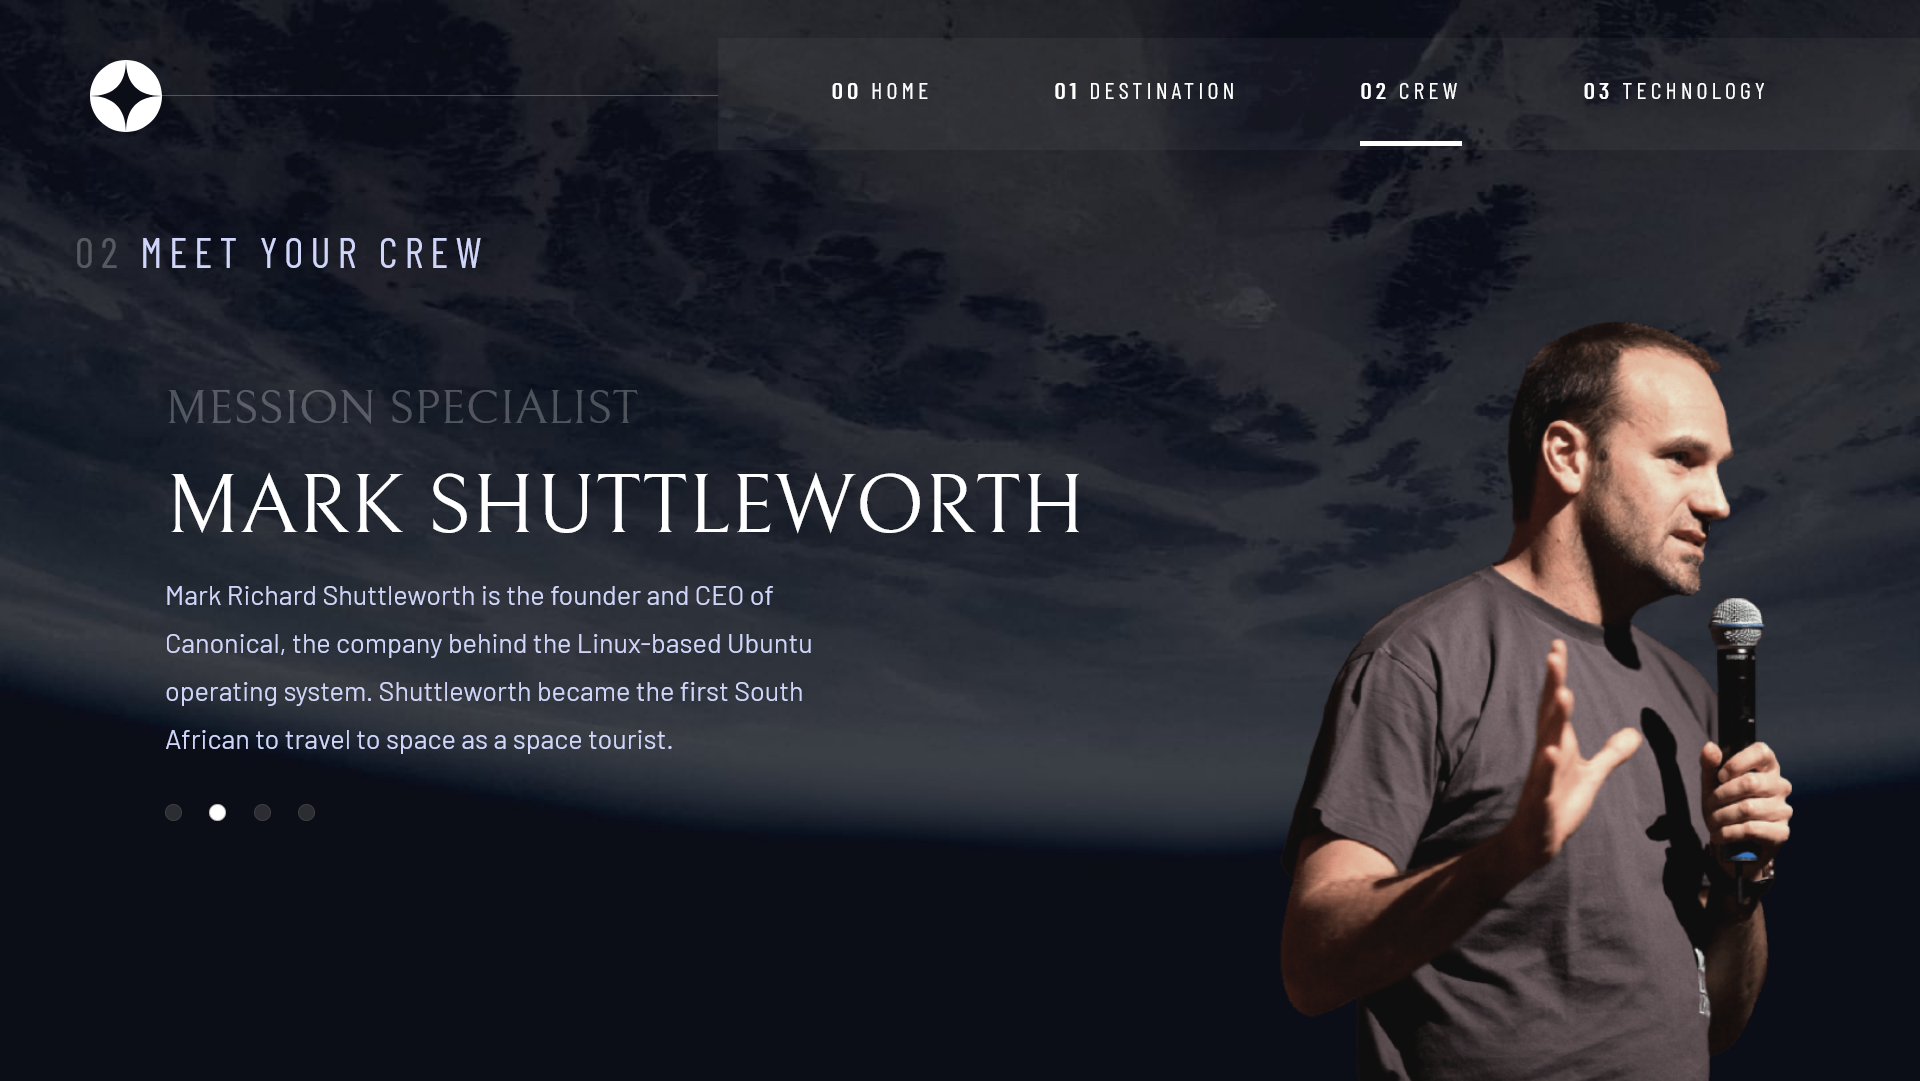 00 HOME
01 DESTINATION
02 CREW
03 TECHNOLOGY
02 MEET YOUR CREW
MESSION SPECIALIST
MARK SHUTTLEWORTH
Mark Richard Shuttleworth is the founder and CEO of
Canonical, the company behind the Linux-based Ubuntu
operating system. Shuttleworth became the first South
African to travel to space as a space tourist.